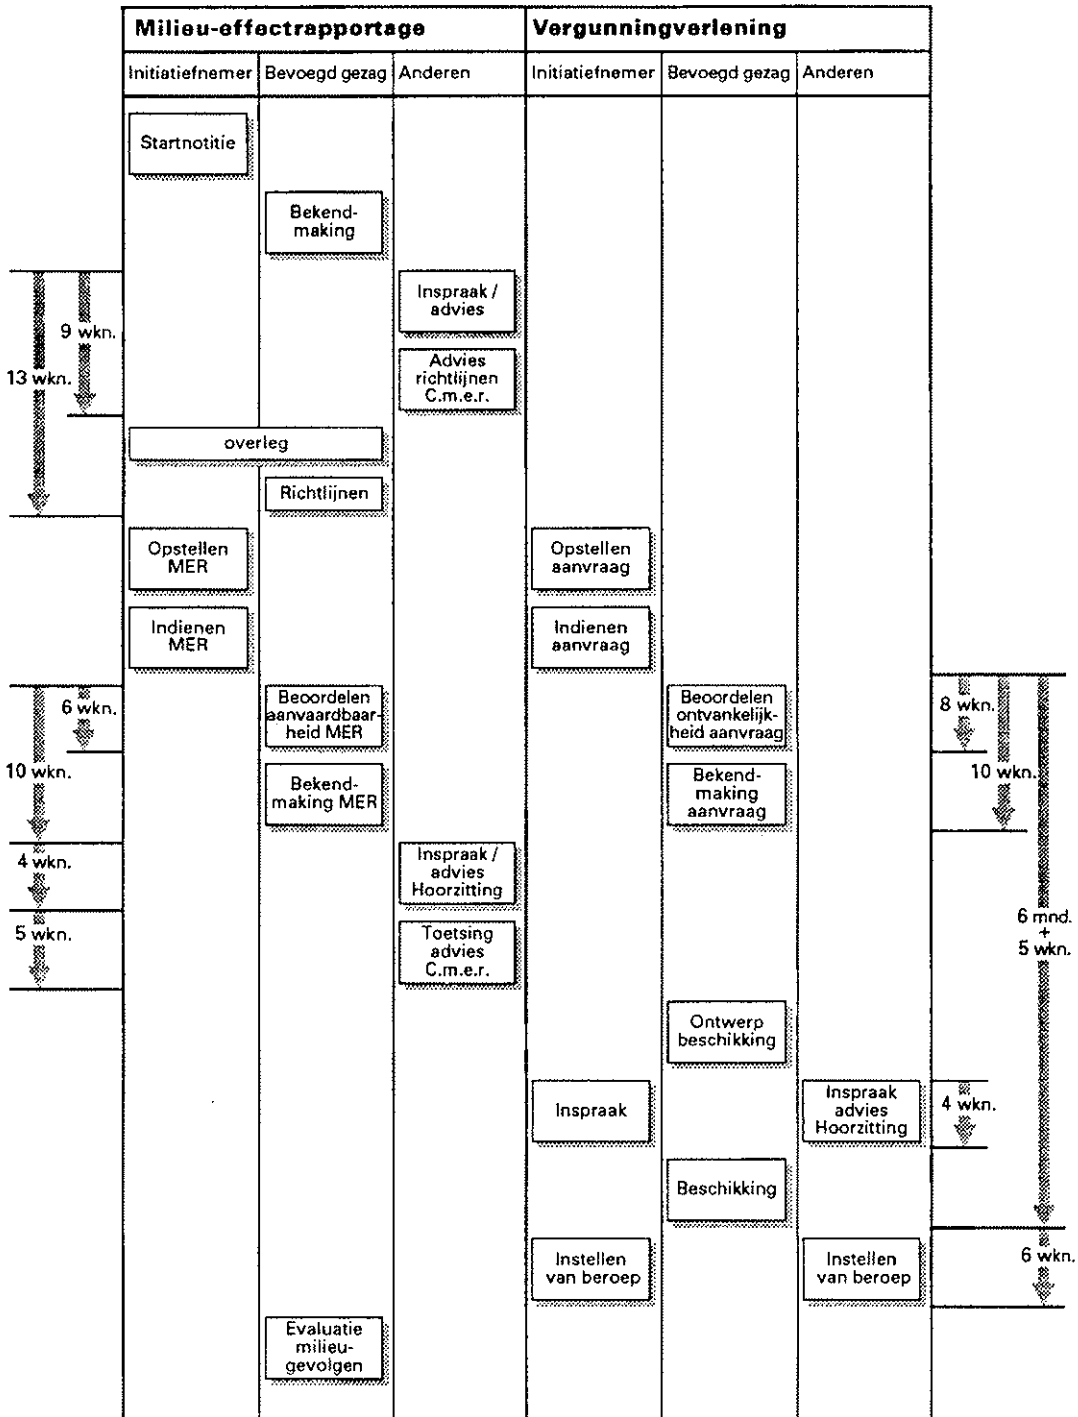 Milieu-effectrapportage
Vergunningverlening
Initiatiefnemer
Bevoegd gezag
Anderen
Initiatiefnemer
Bevoegd gezag
Anderen
Startnotitie
Bekend-
making
Inspraak /
advies
9 wkn.
Advies
richtlijnen
C.m.e.r.
13 wkn.
overleg
Richtlijnen
Opstellen
MER
Opstellen
aanvraag
Indienen
MER
Indienen
aanvraag
6 wkn.
Beoordelen
aanvaardbaar-
heid MER
Beoordelen
ontvankelijk-
heid aanvraag
8 wkn.
10 wkn.
Bekend-
making MER
Bekend-
making
aanvraag
10 wkn.
4 wkn.
Inspraak /
advies
Hoorzitting
5 wkn.
Toetsing
advies
C.m.e.r.
6 mnd.
+
5 wkn.
Ontwerp
beschikking
Inspraak
Inspraak
advies
Hoorzitting
4 wkn.
Beschikking
Instellen
van beroep
Instellen
van beroep
6 wkn.
Evaluatie
milieu-
gevolgen